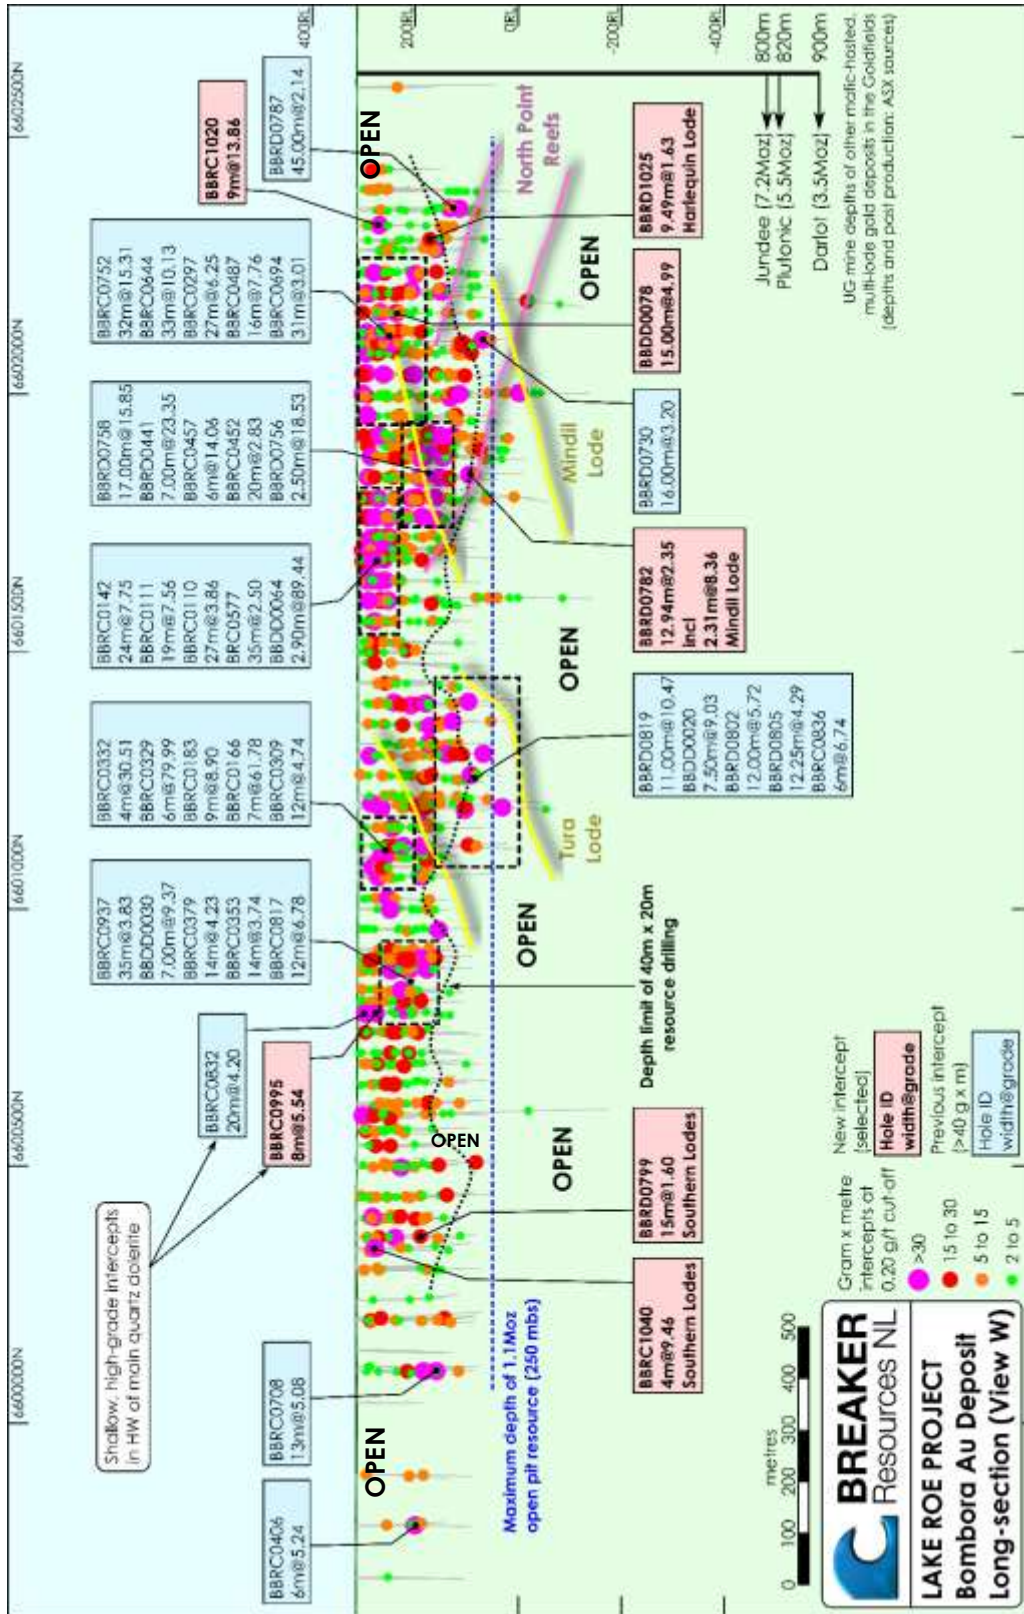 6600000N
6600500N
6601000N
6601500N
6602000N
6602500N
400RL
200RL
0RL
-200RL
-400RL
Shallow, high-grade intercepts
in HW of main quartz dolerite
BBRC0406
6m@5.24
BBRC0708
13m@5.08
BBRC0832
20m@4.20
BBRC0995
8m@5.54
BBRC0937
35m@3.83
BBDD0030
7.00m@9.37
BBRC0379
14m@4.23
BBRC0353
14m@3.74
BBRC0817
12m@6.78
BBRC0332
4m@30.51
BBRC0329
6m@79.99
BBRC0183
9m@8.90
BBRC0166
7m@61.78
BBRC0309
12m@4.74
BBRC0142
24m@7.75
BBRC0111
19m@7.56
BBRC0110
27m@3.86
BRC0577
35m@2.50
BBDD0064
2.90m@89.44
BBRD0758
17.00m@15.85
BBRD0441
7.00m@23.35
BBRC0457
6m@14.06
BBRC0452
20m@2.83
BBRD0756
2.50m@18.53
BBRC0752
32m@15.31
BBRC0644
33m@10.13
BBRC0297
27m@6.25
BBRC0487
16m@7.76
BBRC0694
31m@3.01
BBRC1020
9m@13.86
BBRD0787
45.00m@2.14
OPEN
OPEN
OPEN
OPEN
OPEN
OPEN
OPEN
Maximum depth of 1.1Moz
open pit resource (250 mbs)
Tura
Lode
Mindil
Lode
North Point
Reefs
BBRC1040
4m@9.46
Southern Lodes
BBRD0799
15m@1.60
Southern Lodes
Depth limit of 40m x 20m
resource drilling
BBRD0819
11.00m@10.47
BBDD0020
7.50m@9.03
BBRD0802
12.00m@5.72
BBRD0805
12.25m@4.29
BBRC0836
6m@6.74
BBRD0782
12.94m@2.35
incl
2.31m@8.36
Mindil Lode
BBRD0730
16.00m@3.20
BBDD0078
15.00m@4.99
BBRD1025
9.49m@1.63
Harlequin Lode
Jundee (7.2Moz) 800m
Plutonic (5.5Moz) 820m
Darlot (3.5Moz) 900m
UG mine depths of other mafic-hosted,
multi-lode gold deposits in the Goldfields
(depths and past production: ASX sources)
metres
0 100 200 300 400 500
BREAKER
Resources NL
LAKE ROE PROJECT
Bombora Au Deposit
Long-section (View W)
Gram x metre
intercepts at
0.20 g/t cut-off
>30
15 to 30
5 to 15
2 to 5
New intercept
(selected)
Hole ID
width@grade
Previous intercept
(>40 g x m)
Hole ID
width@grade